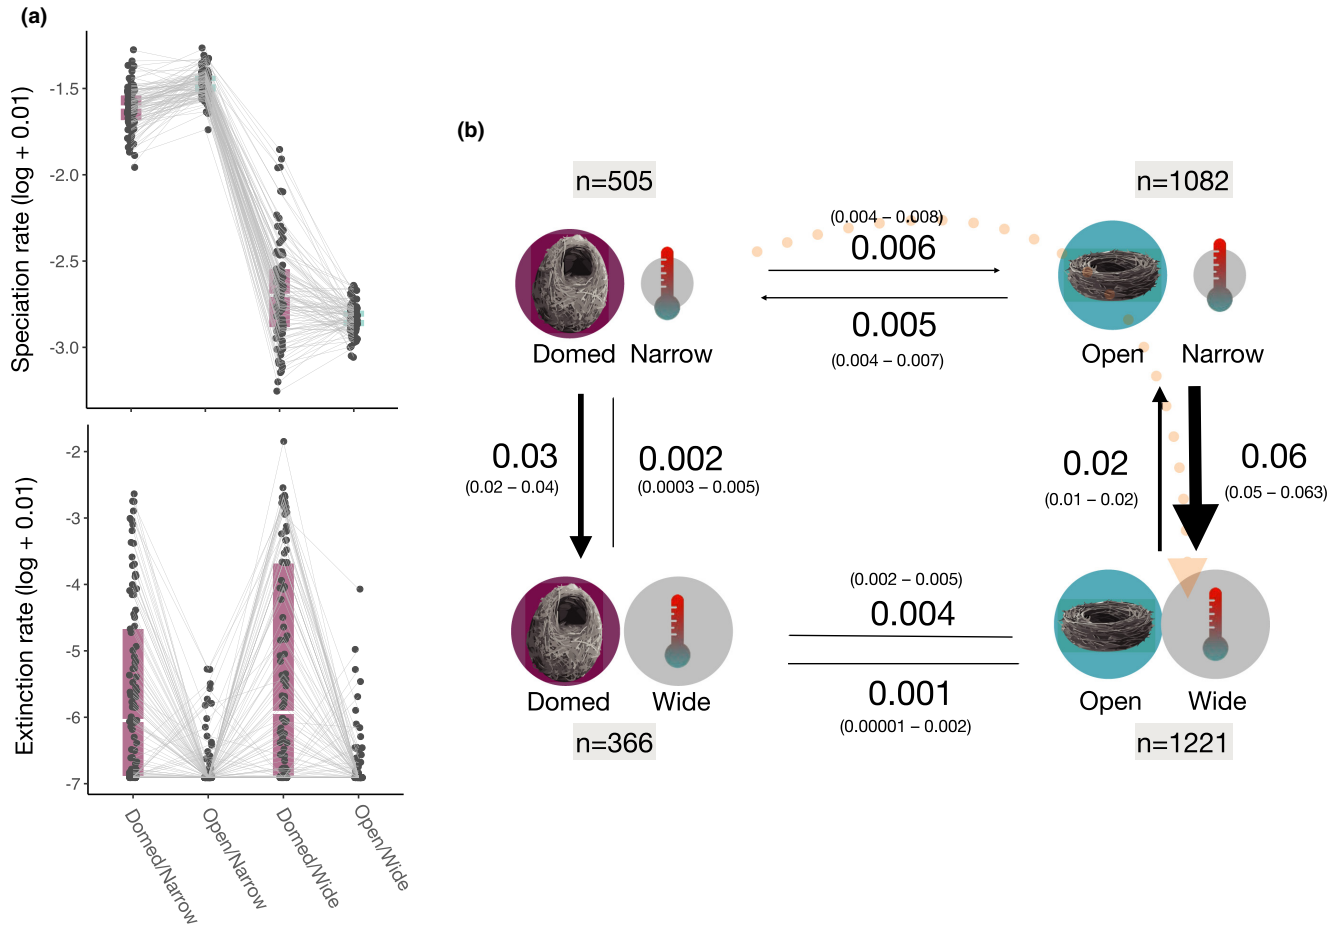 (a)
Speciation rate (log + 0.01)
-1.5
-2.0
-2.5
-3.0
Extinction rate (log + 0.01)
-2
-3
-4
-5
-6
-7
Domed/Narrow
Open/Narrow
Domed/Wide
Open/Wide
(b)
n=505
n=1082
(0.004 – 0.008)
0.006
0.005
(0.004 – 0.007)
Domed Narrow
Open Narrow
0.03
(0.02 – 0.04)
0.002
(0.0003 – 0.005)
0.02
(0.01 – 0.02)
0.06
(0.05 – 0.063)
(0.002 – 0.005)
0.004
0.001
(0.00001 – 0.002)
Domed Wide
Open Wide
n=366
n=1221